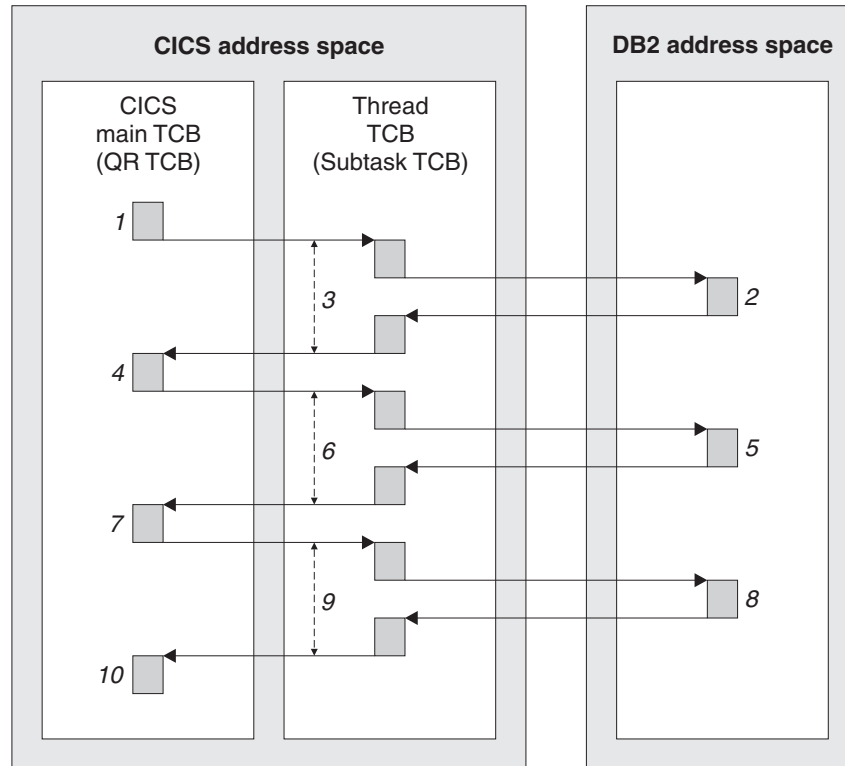 CICS address space
DB2 address space
CICS
main TCB
(QR TCB)
Thread
TCB
(Subtask TCB)
1
3
2
4
6
5
7
9
8
10